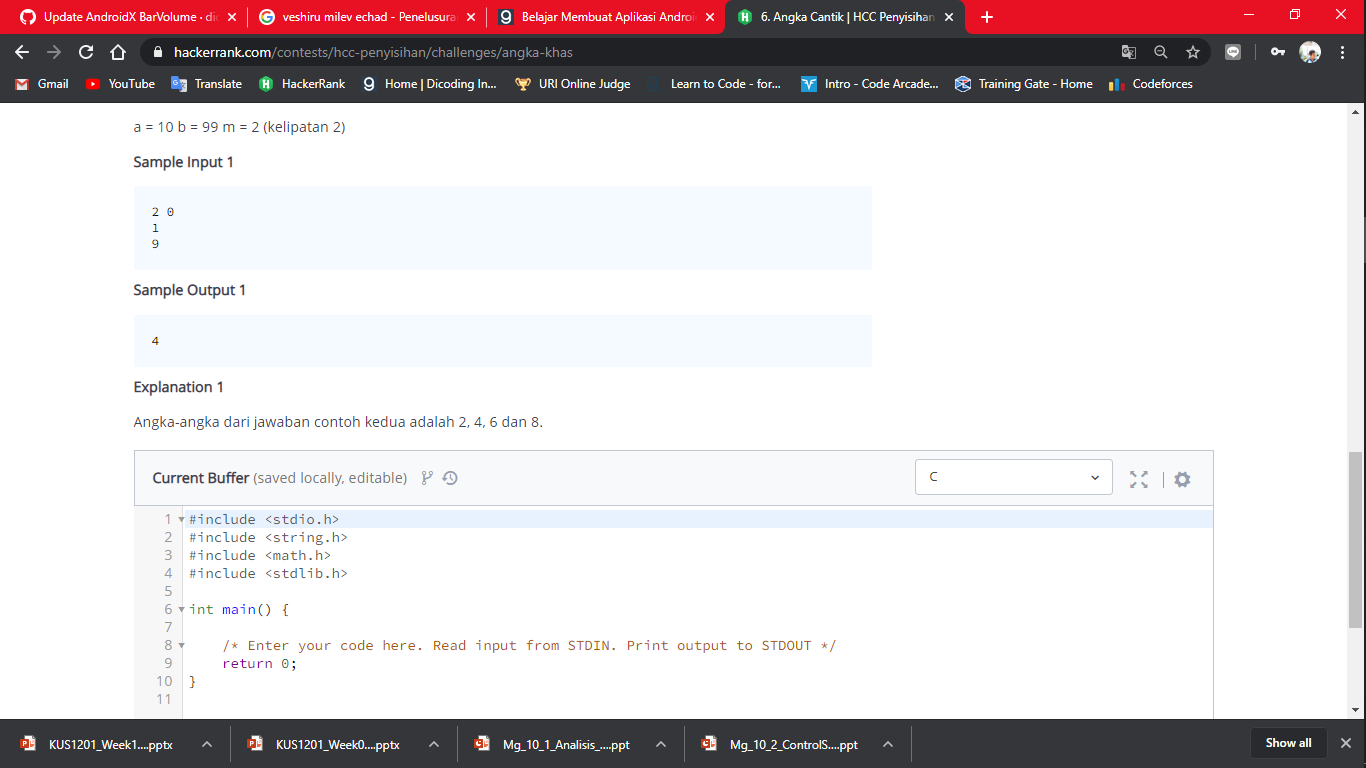 Update AndroidX BarVolume · dic
veshiru milev echad - Penelusura
Belajar Membuat Aplikasi Androi
6. Angka Cantik | HCC Penyisihan
hackerrank.com/contests/hcc-penyisihan/challenges/angka-khas
Gmail YouTube Translate HackerRank Home | Dicoding In... URI Online Judge Learn to Code - for... Intro - Code Arcade... Training Gate - Home Codeforces
a = 10 b = 99 m = 2 (kelipatan 2)
Sample Input 1
2 0
1
9
Sample Output 1
4
Explanation 1
Angka-angka dari jawaban contoh kedua adalah 2, 4, 6 dan 8.
Current Buffer (saved locally, editable) C
1 #include <stdio.h>
2 #include <string.h>
3 #include <math.h>
4 #include <stdlib.h>
5
6 int main() {
7
8 /* Enter your code here. Read input from STDIN. Print output to STDOUT */
9 return 0;
10 }
11
KUS1201_Week1....pptx KUS1201_Week0....pptx Mg_10_1_Analisis_....ppt Mg_10_2_ControlS....ppt Show all